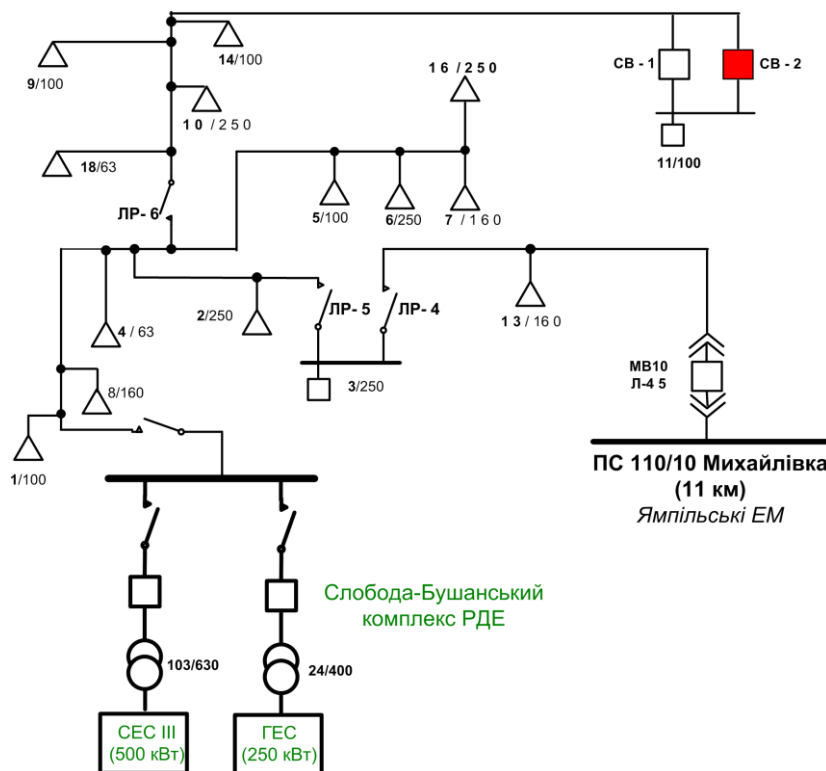 14/100
9/100
СВ - 1
СВ - 2
16/250
10/250
11/100
18/63
ЛР- 6
5/100
6/250
7/160
ЛР- 5
ЛР- 4
2/250
13/160
4/63
МВ10
Л-4 5
3/250
8/160
1/100
ПС 110/10 Михайлівка
(11 км)
Ямпільські ЕМ
Слобода-Бушанський
комплекс РДЕ
103/630
24/400
СЕС III
(500 кВт)
ГЕС
(250 кВт)